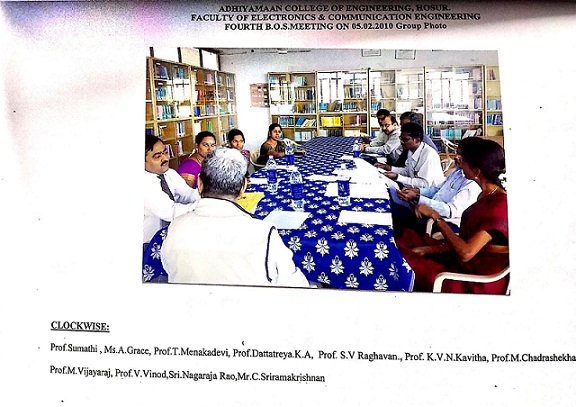 ADHIYAMAAN COLLEGE OF ENGINEERING, HOSUR.
FACULTY OF ELECTRONICS & COMMUNICATION ENGINEERING
FOURTH B.O.S.MEETING ON 05.02.2010 Group Photo
CLOCKWISE:
Prof.Sumathi , Ms.A.Grace, Prof.T.Menakadevi, Prof.Dattatreya.K.A, Prof. S.V Raghavan., Prof. K.V.N.Kavitha, Prof.M.Chadrashekha
Prof.M.Vijayaraj, Prof.V.Vinod,Sri.Nagaraja Rao,Mr.C.Sriramakrishnan